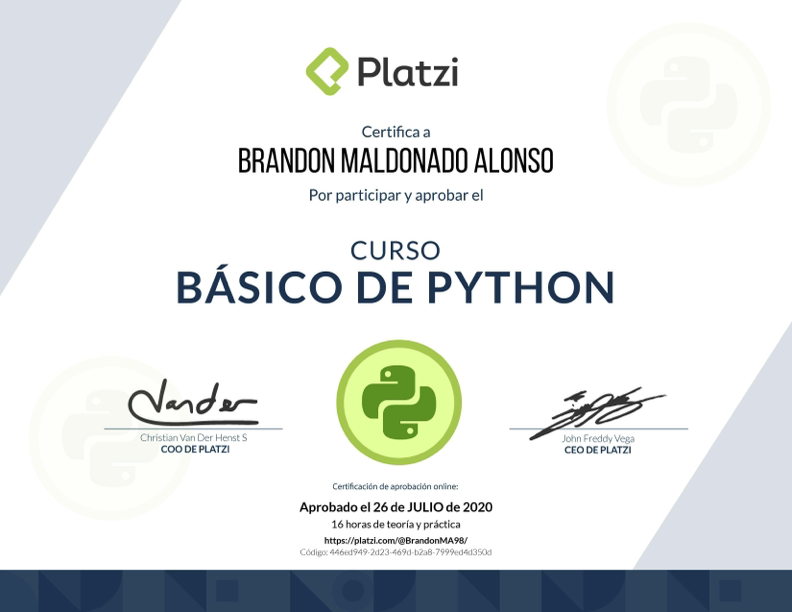 Platzi
Certifica a
BRANDON MALDONADO ALONSO
Por participar y aprobar el
CURSO
BÁSICO DE PYTHON
Christian Van Der Henst S
COO DE PLATZI
John Freddy Vega
CEO DE PLATZI
Certificación de aprobación online:
Aprobado el 26 de JULIO de 2020
16 horas de teoría y práctica
https://platzi.com/@BrandonMA98/
Código: 446ed949-2d23-469d-b2a8-7999ed4d350d